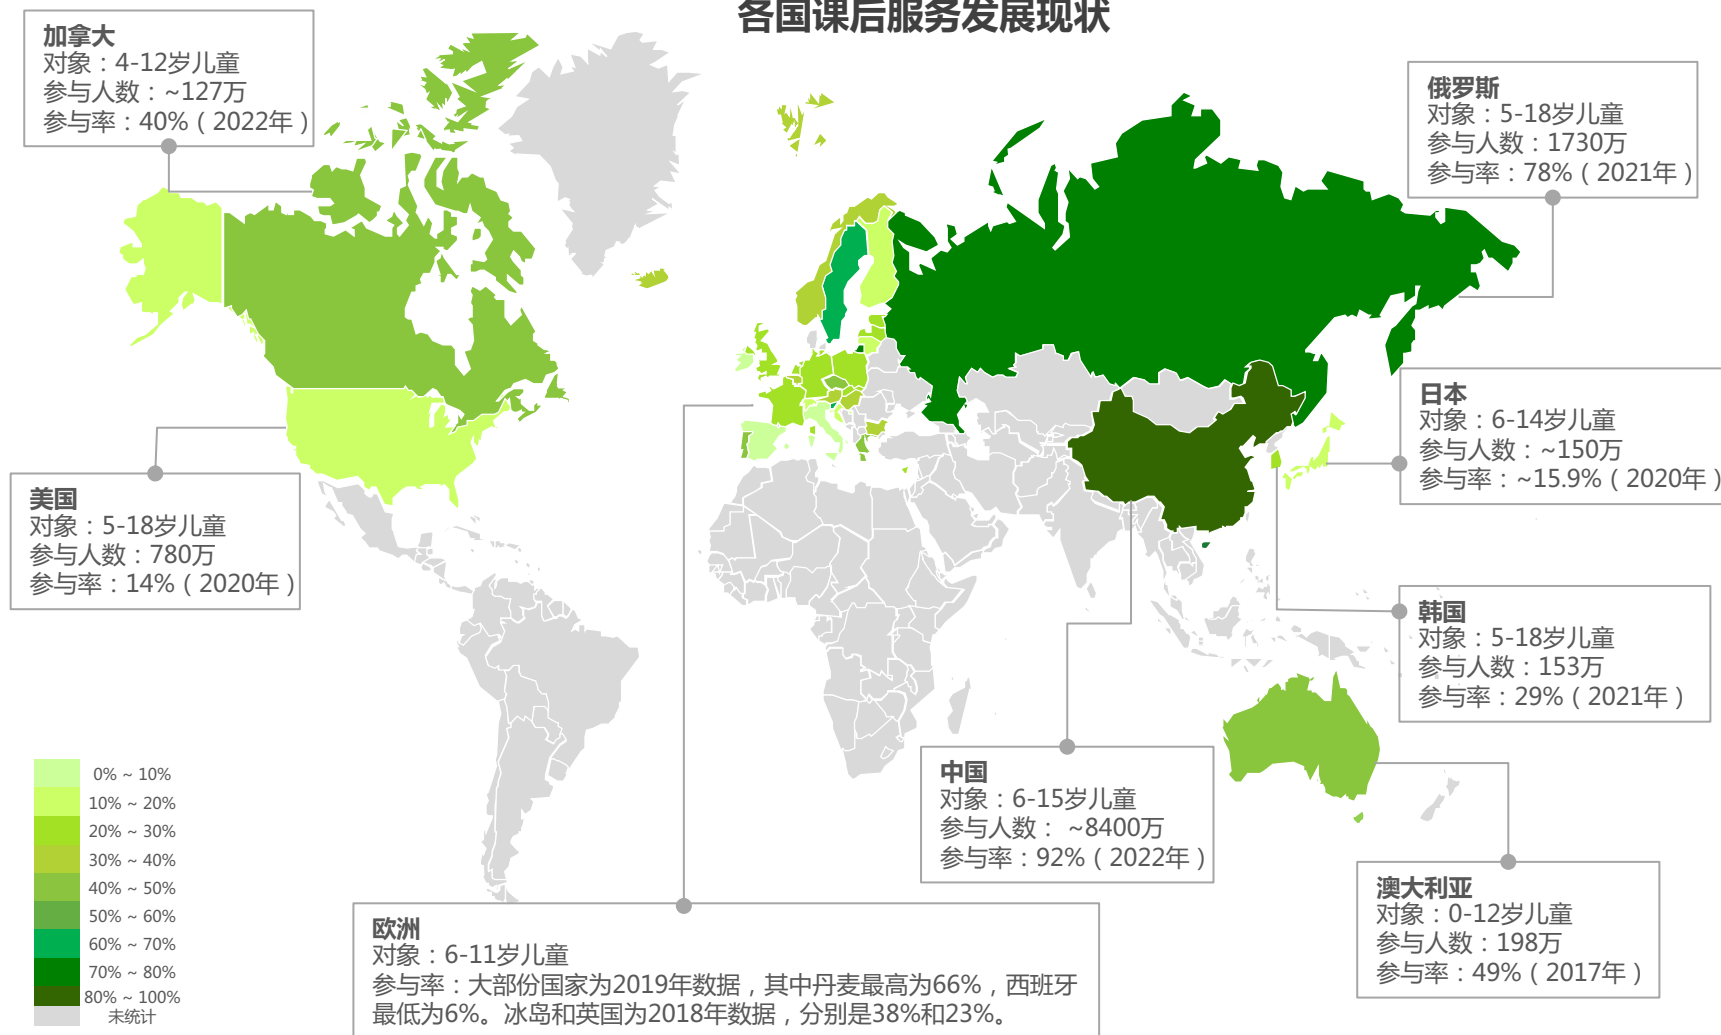 各国课后服务发展现状
加拿大
对象：4-12岁儿童
参与人数：~127万
参与率：40%（2022年）
俄罗斯
对象：5-18岁儿童
参与人数：1730万
参与率：78%（2021年）
日本
对象：6-14岁儿童
参与人数：~150万
参与率：~15.9%（2020年）
美国
对象：5-18岁儿童
参与人数：780万
参与率：14%（2020年）
韩国
对象：5-18岁儿童
参与人数：153万
参与率：29%（2021年）
中国
对象：6-15岁儿童
参与人数： ~8400万
参与率：92%（2022年）
澳大利亚
对象：0-12岁儿童
参与人数：198万
参与率：49%（2017年）
欧洲
对象：6-11岁儿童
参与率：大部份国家为2019年数据，其中丹麦最高为66%，西班牙
最低为6%。冰岛和英国为2018年数据，分别是38%和23%。
0% ~ 10%
10% ~ 20%
20% ~ 30%
30% ~ 40%
40% ~ 50%
50% ~ 60%
60% ~ 70%
70% ~ 80%
80% ~ 100%
未统计